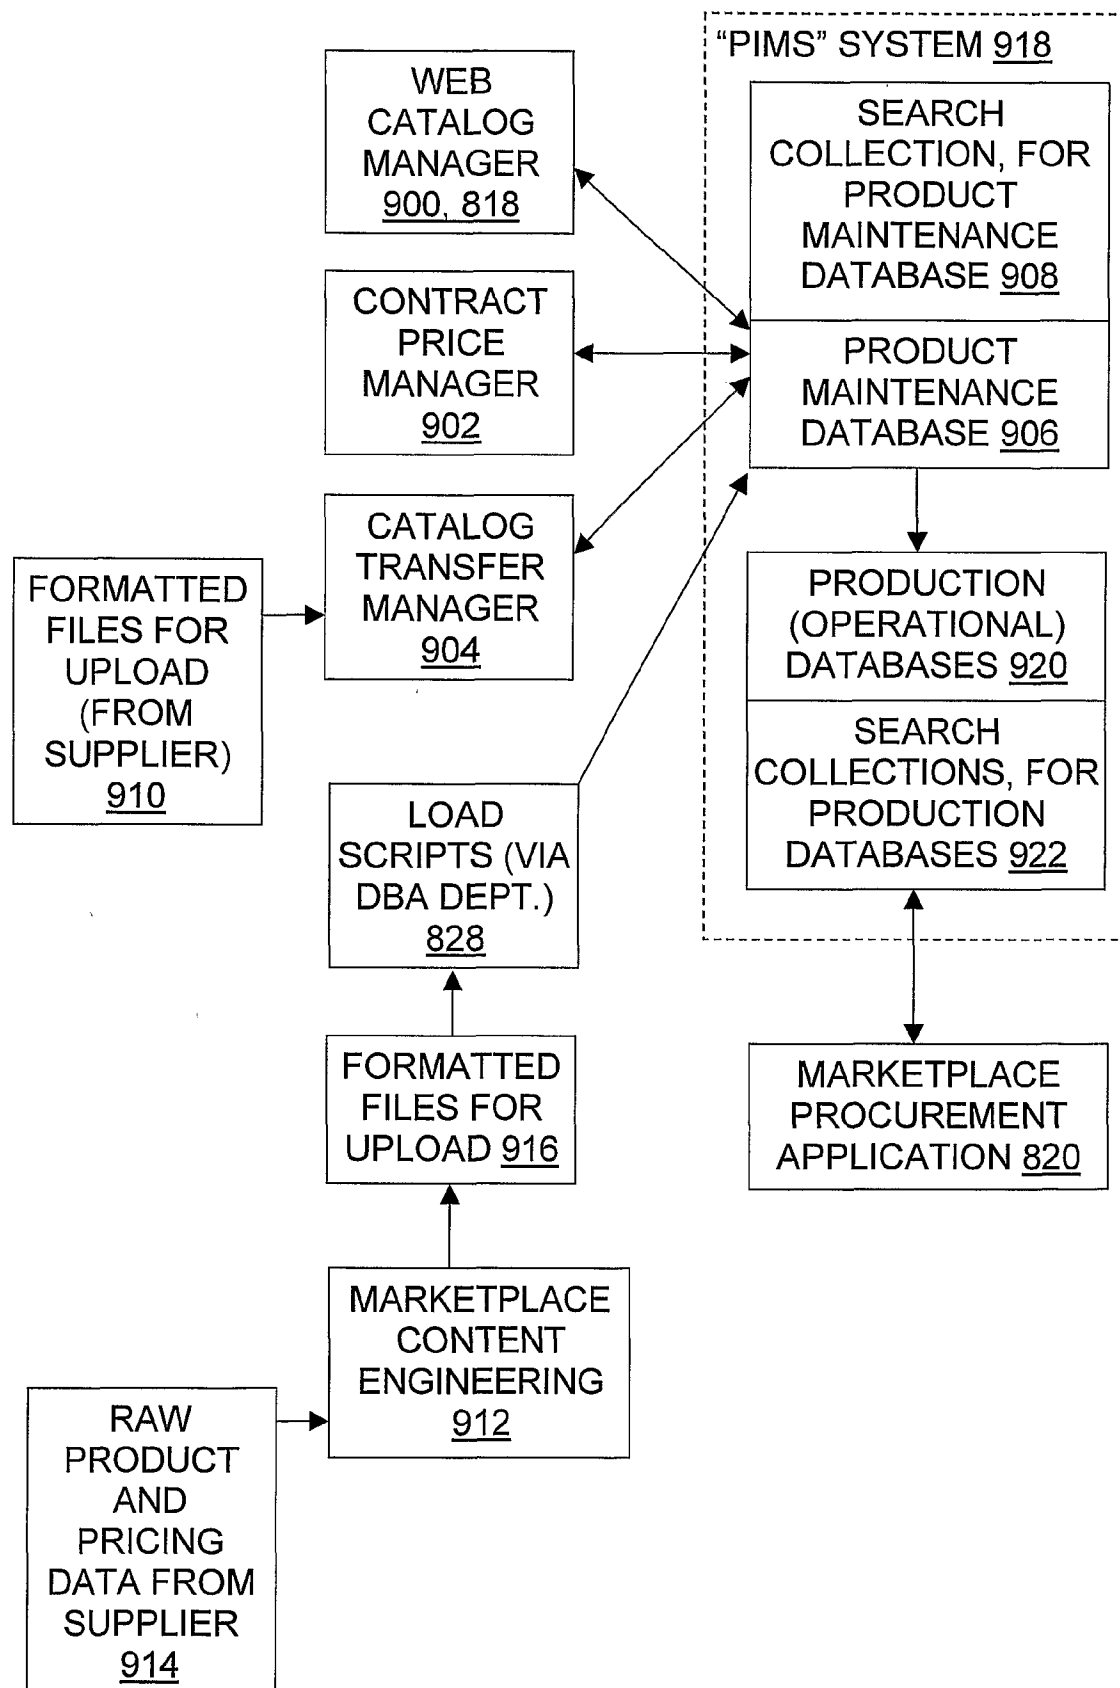 “PIMS” SYSTEM 918
WEB
CATALOG
MANAGER
900, 818
SEARCH
COLLECTION, FOR
PRODUCT
MAINTENANCE
DATABASE 908
CONTRACT
PRICE
MANAGER
902
PRODUCT
MAINTENANCE
DATABASE 906
CATALOG
TRANSFER
MANAGER
904
FORMATTED
FILES FOR
UPLOAD
(FROM
SUPPLIER)
910
PRODUCTION
(OPERATIONAL)
DATABASES 920
SEARCH
COLLECTIONS, FOR
PRODUCTION
DATABASES 922
LOAD
SCRIPTS (VIA
DBA DEPT.)
828
FORMATTED
FILES FOR
UPLOAD 916
MARKETPLACE
PROCUREMENT
APPLICATION 820
MARKETPLACE
CONTENT
ENGINEERING
912
RAW
PRODUCT
AND
PRICING
DATA FROM
SUPPLIER
914